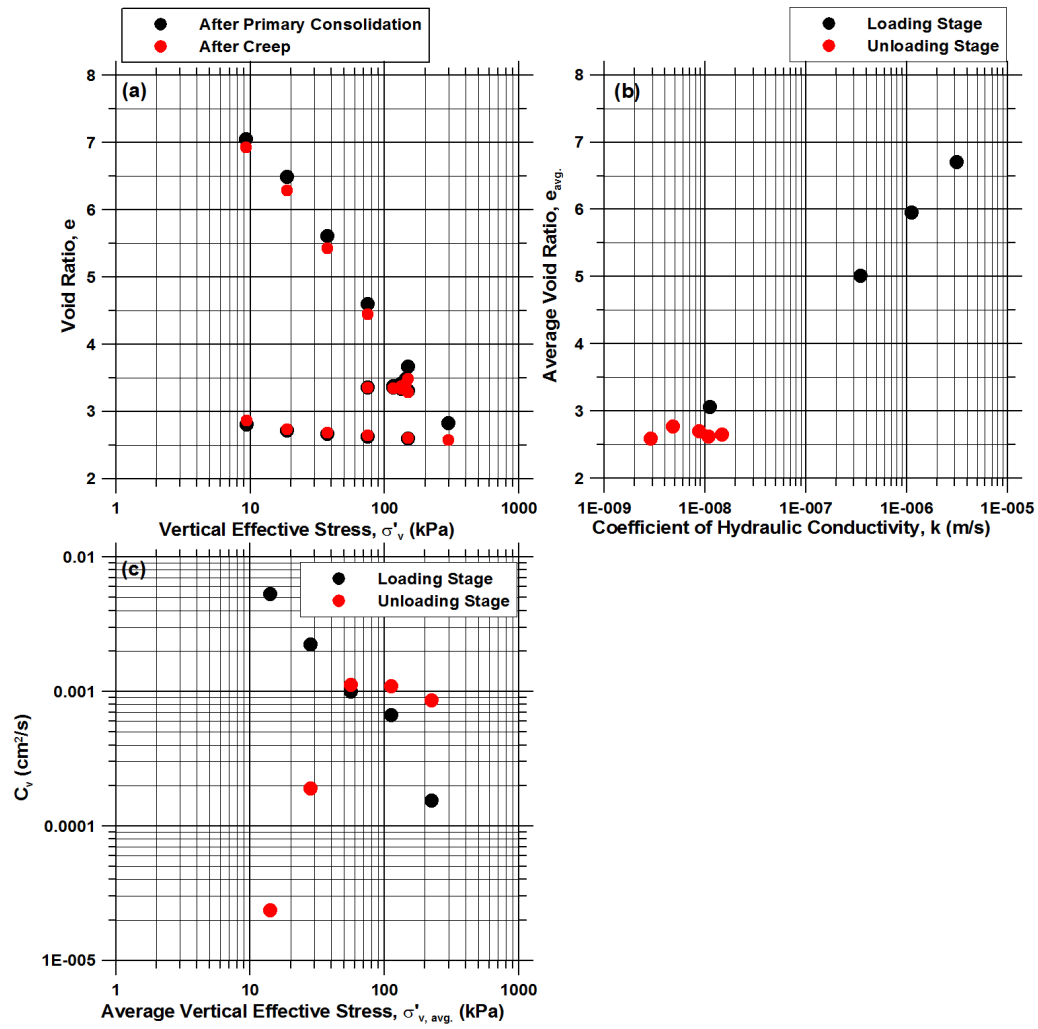 After Primary Consolidation
After Creep
Loading Stage
Unloading Stage
(a)
8
7
6
5
4
3
2
Void Ratio, e
1
10
100
1000
Vertical Effective Stress, σ'v (kPa)
(b)
8
7
6
5
4
3
2
Average Void Ratio, eavg.
1E-009
1E-008
1E-007
1E-006
1E-005
Coefficient of Hydraulic Conductivity, k (m/s)
(c)
Loading Stage
Unloading Stage
0.01
0.001
0.0001
1E-005
Cv (cm²/s)
1
10
100
1000
Average Vertical Effective Stress, σ'v, avg. (kPa)